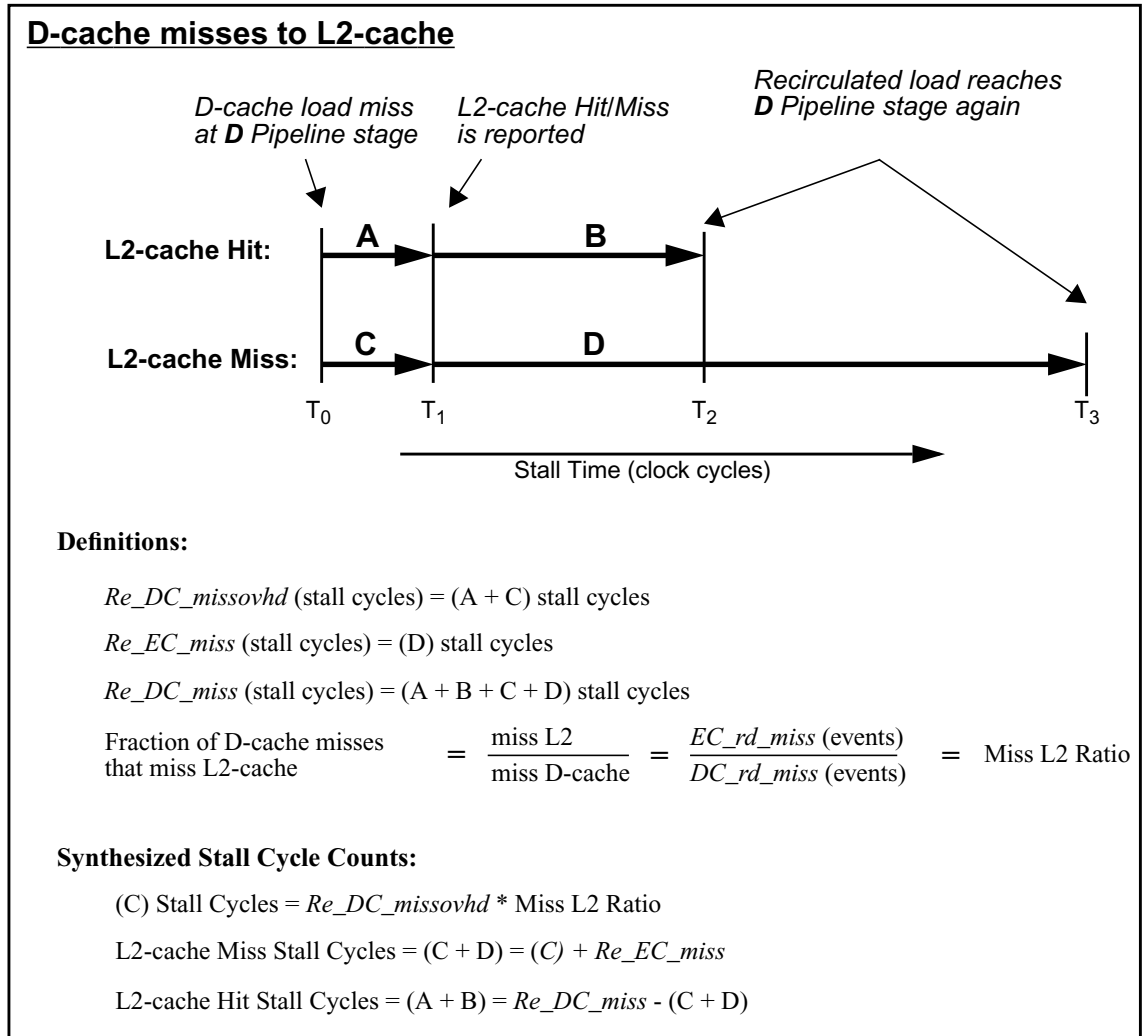 D-cache misses to L2-cache
D-cache load miss
at D Pipeline stage
L2-cache Hit/Miss
is reported
Recirculated load reaches
D Pipeline stage again
L2-cache Hit:
A
B
L2-cache Miss:
C
D
T0 T1 T2 T3
Stall Time (clock cycles)
Definitions:
Re_DC_missovhd (stall cycles) = (A + C) stall cycles
Re_EC_miss (stall cycles) = (D) stall cycles
Re_DC_miss (stall cycles) = (A + B + C + D) stall cycles
Fraction of D-cache misses
that miss L2-cache
= miss L2 / miss D-cache = EC_rd_miss (events) / DC_rd_miss (events) = Miss L2 Ratio
Synthesized Stall Cycle Counts:
(C) Stall Cycles = Re_DC_missovhd * Miss L2 Ratio
L2-cache Miss Stall Cycles = (C + D) = (C) + Re_EC_miss
L2-cache Hit Stall Cycles = (A + B) = Re_DC_miss - (C + D)